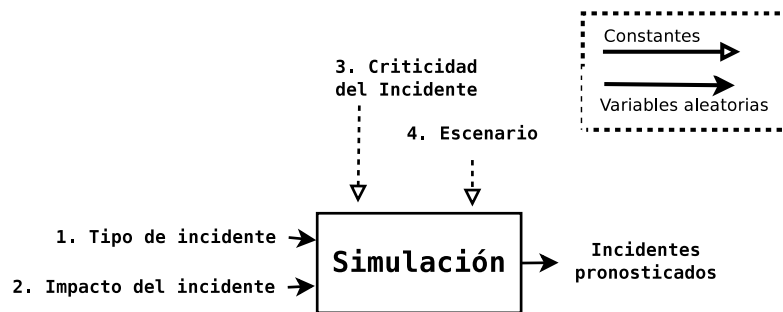 Constantes
Variables aleatorias
3. Criticidad
del Incidente
4. Escenario
1. Tipo de incidente
2. Impacto del incidente
Simulación
Incidentes
pronosticados